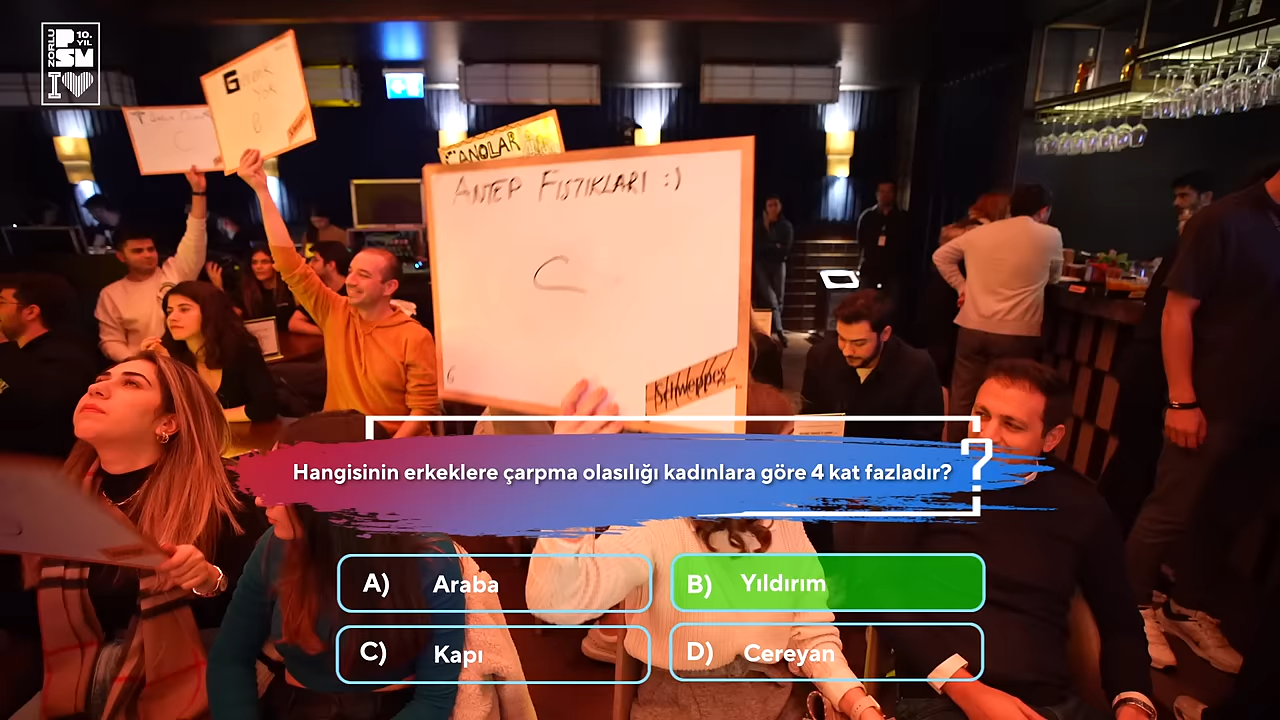 ZORLU
PSM
10.
YIL
I
G
ANOLAR
ANTEP FISTIKLARI :)
C
Schweppes
Hangisinin erkeklere çarpma olasılığı kadınlara göre 4 kat fazladır?
?
A) Araba
B) Yıldırım
C) Kapı
D) Cereyan